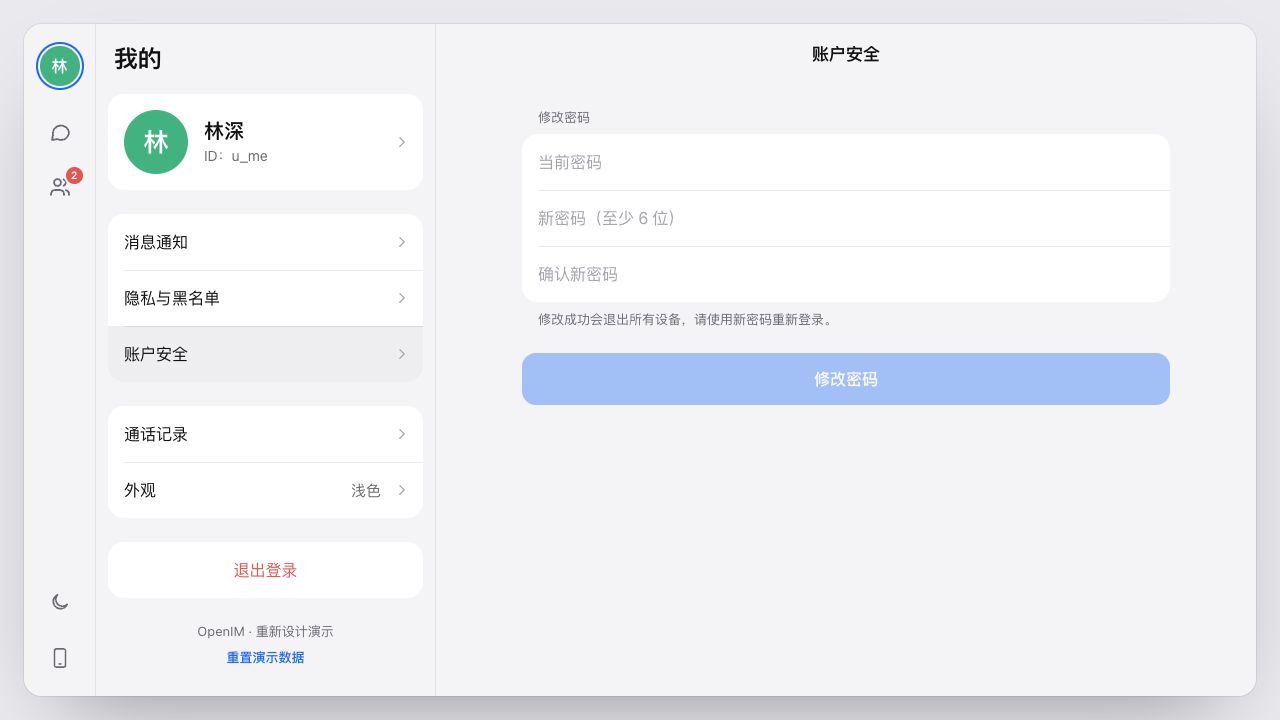 林
2
我的
林
林深
ID：u_me
消息通知
隐私与黑名单
账户安全
通话记录
外观
浅色
退出登录
OpenIM · 重新设计演示
重置演示数据
账户安全
修改密码
当前密码
新密码（至少 6 位）
确认新密码
修改成功会退出所有设备，请使用新密码重新登录。
修改密码